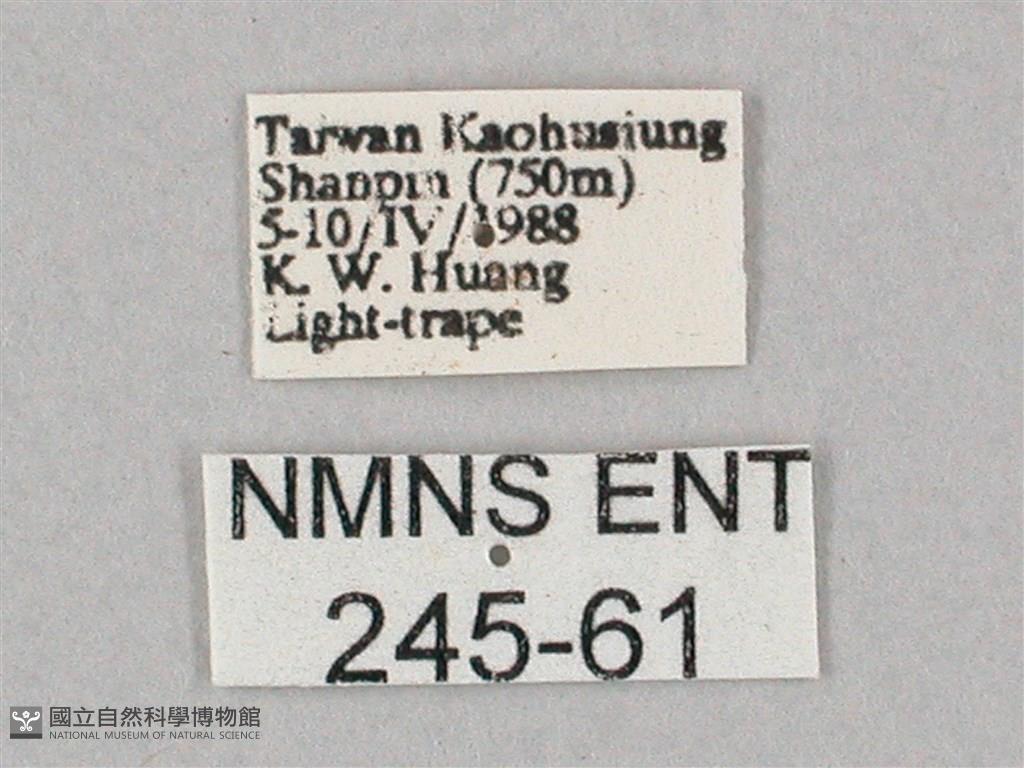 Taiwan Kaohusiung
Shanpin (750m)
5-10/IV/1988
K. W. Huang
Light-trape
NMNS ENT
245-61
國立自然科學博物館
NATIONAL MUSEUM OF NATURAL SCIENCE